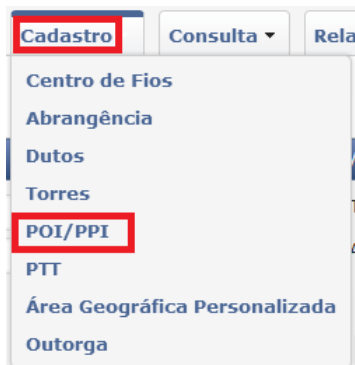 Cadastro Consulta Rela
Centro de Fios
Abrangência
Dutos
Torres
POI/PPI
PTT
Área Geográfica Personalizada
Outorga